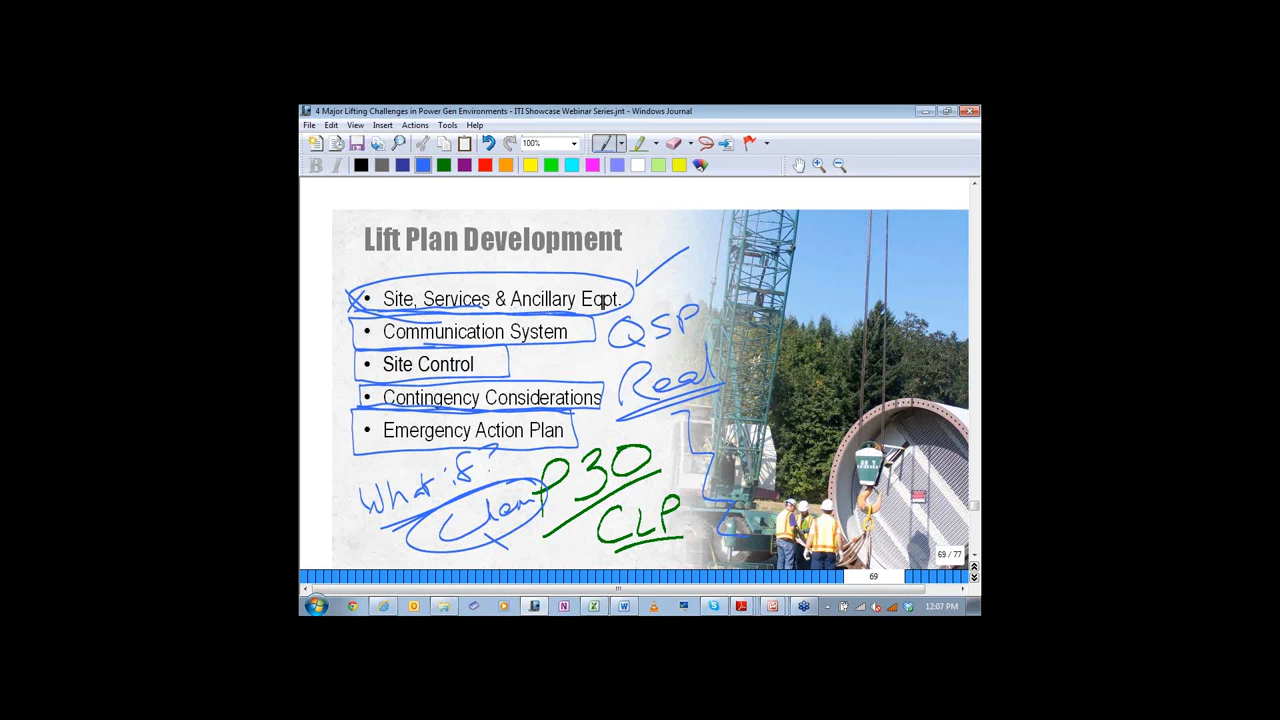 4 Major Lifting Challenges in Power Gen Environments - ITI Showcase Webinar Series.jnt - Windows Journal
File Edit View Insert Actions Tools Help
100%
B I
Lift Plan Development
• Site, Services & Ancillary Eqpt.
• Communication System
QSP
• Site Control
Read
• Contingency Considerations
• Emergency Action Plan
What if?
P30
CLP
69 / 77
69
12:07 PM